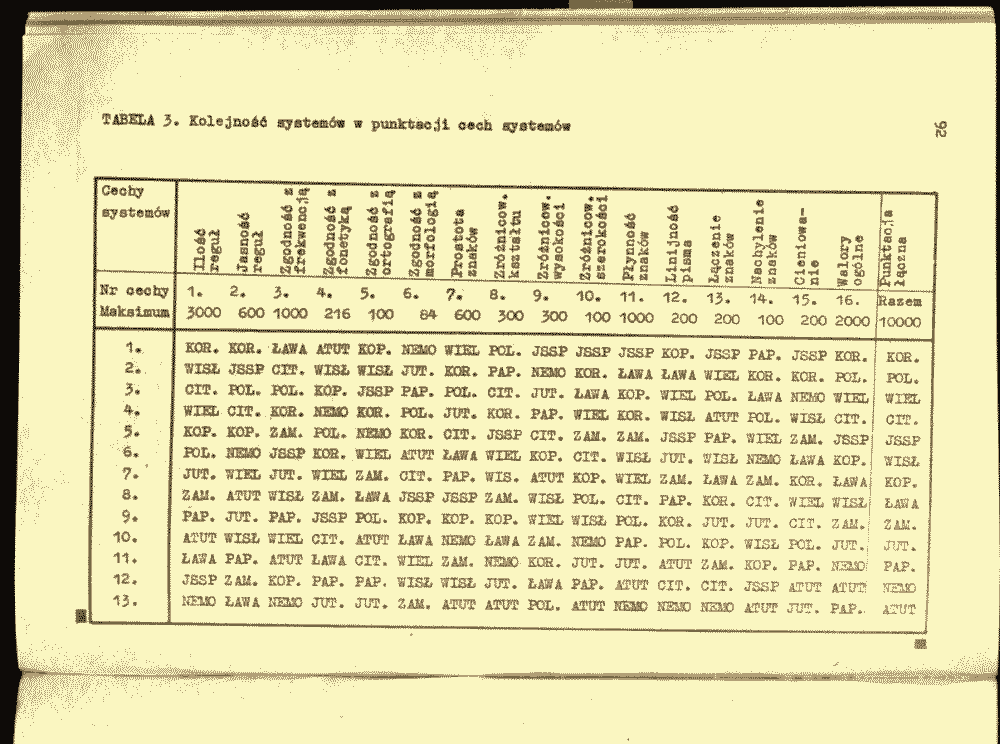 TABELA 3. Kolejność systemów w punktacji cech systemów
92
Cechy systemów | Ilość reguł | Jasność reguł | Zgodność z frekwencją | Zgodność z fonetyką | Zgodność z ortografią | Zgodność z morfologią | Prostota znaków | Zróżnicow. kształtu | Zróżnicow. wysokości | Zróżnicow. szerokości | Płynność znaków | Linijność pisma | Łączenie znaków | Nachylenie znaków | Cieniowa-nie | Walory ogólne | Punktacja łączna
Nr cechy 1. 2. 3. 4. 5. 6. 7. 8. 9. 10. 11. 12. 13. 14. 15. 16. Razem
Maksimum 3000 600 1000 216 100 84 600 300 300 100 1000 200 200 100 200 2000 10000
1. KOR. KOR. ŁAWA ATUT KOP. NEMO WIEL POL. JSSP JSSP JSSP KOP. JSSP PAP. JSSP KOR. KOR.
2. WISŁ JSSP CIT. WISŁ WISŁ JUT. KOR. PAP. NEMO KOR. ŁAWA ŁAWA WIEL KOR. KOR. POL. POL.
3. CIT. POL. POL. KOP. JSSP PAP. POL. CIT. JUT. ŁAWA KOP. WIEL POL. ŁAWA NEMO WIEL WIEL
4. WIEL CIT. KOR. NEMO KOR. POL. JUT. KOR. PAP. WIEL KOR. WISŁ ATUT POL. WISŁ CIT. CIT.
5. KOP. KOP. ZAM. POL. NEMO KOR. CIT. JSSP CIT. ZAM. ZAM. JSSP PAP. WIEL ZAM. JSSP JSSP
6. POL. NEMO JSSP KOR. WIEL ATUT ŁAWA WIEL KOP. CIT. WISŁ JUT. WISŁ NEMO ŁAWA KOP. WISŁ
7. JUT. WIEL JUT. WIEL ZAM. CIT. PAP. WIS. ATUT KOP. WIEL ZAM. ŁAWA ZAM. KOR. ŁAWA KOP.
8. ZAM. ATUT WISŁ ZAM. ŁAWA JSSP JSSP ZAM. WISŁ POL. CIT. PAP. KOR. CIT. WIEL WISŁ ŁAWA
9. PAP. JUT. PAP. JSSP POL. KOP. KOP. KOP. WIEL WISŁ POL. KOR. JUT. JUT. CIT. ZAM. ZAM.
10. ATUT WISŁ WIEL CIT. ATUT ŁAWA NEMO ŁAWA ZAM. NEMO PAP. POL. KOP. WISŁ POL. JUT. JUT.
11. ŁAWA PAP. ATUT ŁAWA CIT. WIEL ZAM. NEMO KOR. JUT. JUT. ATUT ZAM. KOP. PAP. NEMO PAP.
12. JSSP ZAM. KOP. PAP. PAP. WISŁ WISŁ JUT. ŁAWA PAP. ATUT CIT. CIT. JSSP ATUT ATUT NEMO
13. NEMO ŁAWA NEMO JUT. JUT. ZAM. ATUT ATUT POL. ATUT NEMO NEMO NEMO ATUT JUT. PAP. ATUT